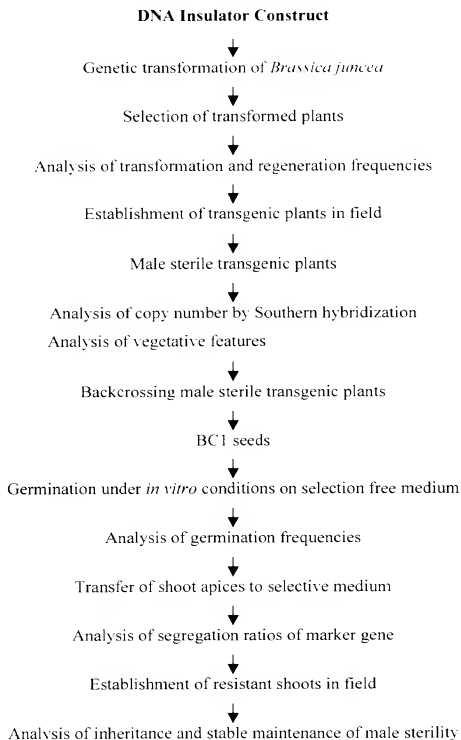 DNA Insulator Construct
Genetic transformation of Brassica juncea
Selection of transformed plants
Analysis of transformation and regeneration frequencies
Establishment of transgenic plants in field
Male sterile transgenic plants
Analysis of copy number by Southern hybridization
Analysis of vegetative features
Backcrossing male sterile transgenic plants
BC1 seeds
Germination under in vitro conditions on selection free medium
Analysis of germination frequencies
Transfer of shoot apices to selective medium
Analysis of segregation ratios of marker gene
Establishment of resistant shoots in field
Analysis of inheritance and stable maintenance of male sterility